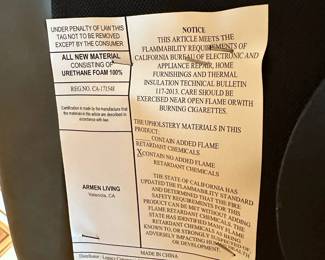 UNDER PENALTY OF LAW THIS
TAG NOT TO BE REMOVED
EXCEPT BY THE CONSUMER
ALL NEW MATERIAL
CONSISTING OF
URETHANE FOAM 100%
REG.NO. CA-171548
Certification is made by the manufacture that
the materials in this article are described in
accordance with law.
ARMEN LIVING
Valencia, CA
NOTICE
THIS ARTICLE MEETS THE
FLAMMABILITY REQUIREMENTS OF
CALIFORNIA BUREAU OF ELECTRONIC AND
APPLIANCE REPAIR, HOME
FURNISHINGS AND THERMAL
INSULATION TECHNICAL BULLETIN
117-2013. CARE SHOULD BE
EXERCISED NEAR OPEN FLAME OR WITH
BURNING CIGARETTES.
THE UPHOLSTERY MATERIALS IN THIS
PRODUCT:
CONTAIN ADDED FLAME
RETARDANT CHEMICALS
X CONTAIN NO ADDED FLAME
RETARDANT CHEMICALS
THE STATE OF CALIFORNIA HAS
UPDATED THE FLAMMABILITY STANDARD
AND DETERMINED THAT THE FIRE
SAFETY REQUIREMENTS FOR THIS
PRODUCT CAN BE MET WITHOUT ADDING
FLAME RETARDANT CHEMICALS. THE
STATE HAS IDENTIFIED MANY FLAME
RETARDANT CHEMICALS AS BEING
KNOWN TO, OR STRONGLY SUSPECTED OF,
ADVERSELY IMPACTING HUMAN HEALTH
OR DEVELOPMENT.
MADE IN CHINA
Distributor: Legacy